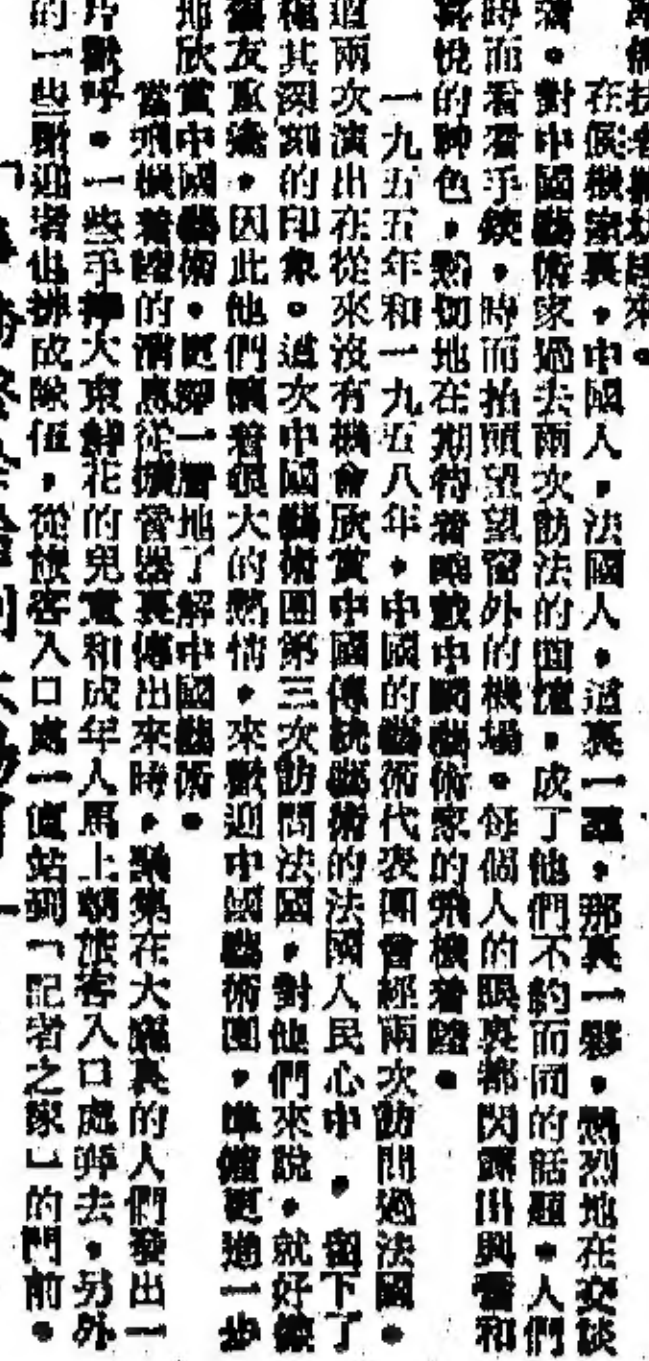 在候機室裏，中國人，法國人，這裏一羣，那裏一夥，熱烈地在交談
着。對中國藝術家過去兩次訪法的回憶，成了他們不約而同的話題。人們
時而看看手錶，時而抬頭望望窗外的機場。每個人的眼裏都閃露出興奮和
喜悅的神色，熱切地在期待着載中國藝術家的飛機着陸。
一九五五年和一九五八年，中國的藝術代表團曾經兩次訪問過法國。
這兩次演出在從來沒有機會欣賞中國傳統藝術的法國人民心中，留下了
極其深刻的印象。這次中國藝術團第三次訪問法國，對他們來說，就好像
舊友重逢，因此他們懷着很大的熱情，來歡迎中國藝術團，準備更進一步
地欣賞中國藝術，更深一層地了解中國藝術。
當飛機着陸的消息從擴音器裏傳出來時，聚集在大廳裏的人們發出一
片歡呼。一些手捧大束鮮花的兒童和成年人馬上朝旅客入口處奔去。另外
的一些歡迎者也排成隊伍，從旅客入口處一直站到「記者之家」的門前。